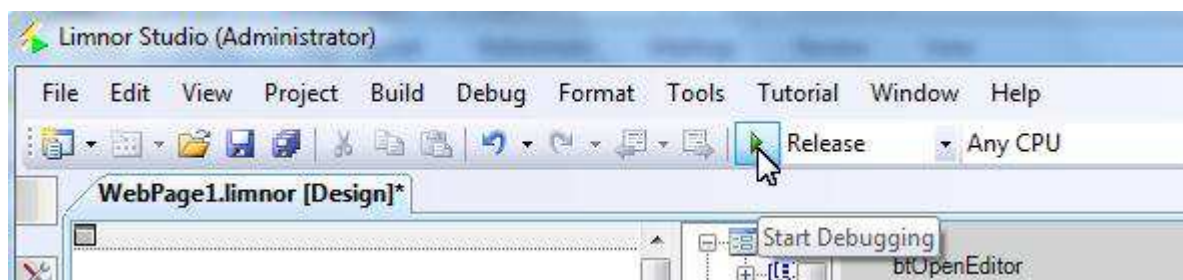 Limnor Studio (Administrator)
File Edit View Project Build Debug Format Tools Tutorial Window Help
Release Any CPU
WebPage1.limnor [Design]*
Start Debugging
btOpenEditor